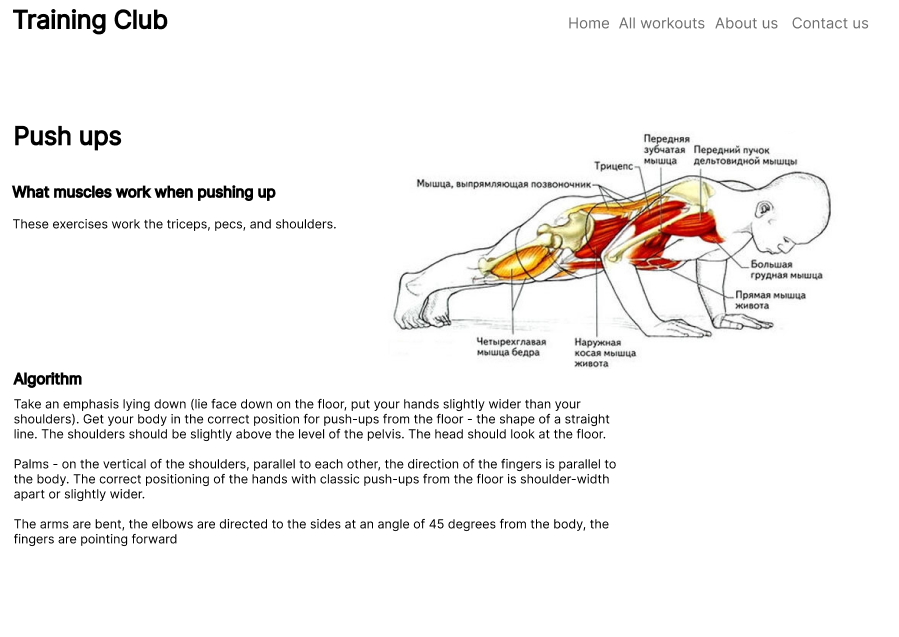 Training Club
Home All workouts About us Contact us
Push ups
What muscles work when pushing up
These exercises work the triceps, pecs, and shoulders.
Передняя
зубчатая
мышца
Передний пучок
дельтовидной мышцы
Трицепс
Мышца, выпрямляющая позвоночник
Большая
грудная мышца
Прямая мышца
живота
Четырехглавая
мышца бедра
Наружная
косая мышца
живота
Algorithm
Take an emphasis lying down (lie face down on the floor, put your hands slightly wider than your
shoulders). Get your body in the correct position for push-ups from the floor - the shape of a straight
line. The shoulders should be slightly above the level of the pelvis. The head should look at the floor.
Palms - on the vertical of the shoulders, parallel to each other, the direction of the fingers is parallel to
the body. The correct positioning of the hands with classic push-ups from the floor is shoulder-width
apart or slightly wider.
The arms are bent, the elbows are directed to the sides at an angle of 45 degrees from the body, the
fingers are pointing forward